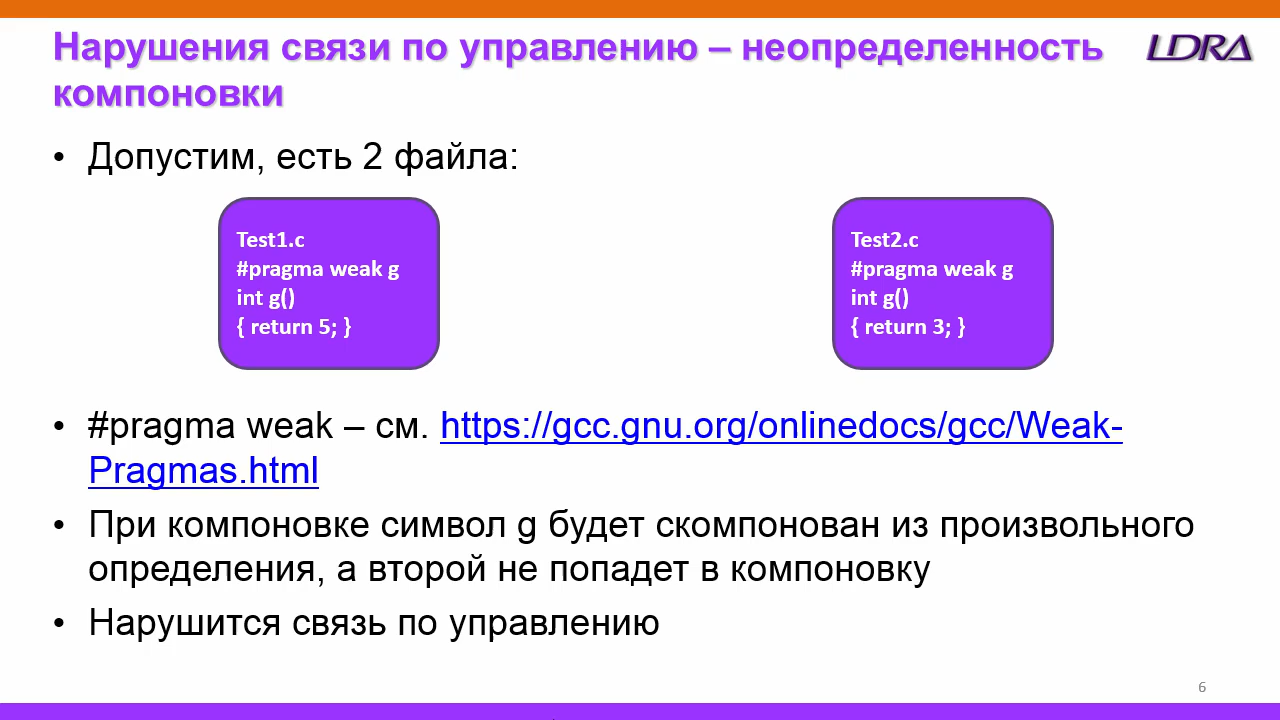 Нарушения связи по управлению – неопределенность
компоновки
LDRA
• Допустим, есть 2 файла:
Test1.c
#pragma weak g
int g()
{ return 5; }
Test2.c
#pragma weak g
int g()
{ return 3; }
• #pragma weak – см. https://gcc.gnu.org/onlinedocs/gcc/Weak-
Pragmas.html
• При компоновке символ g будет скомпонован из произвольного
определения, а второй не попадет в компоновку
• Нарушится связь по управлению
6